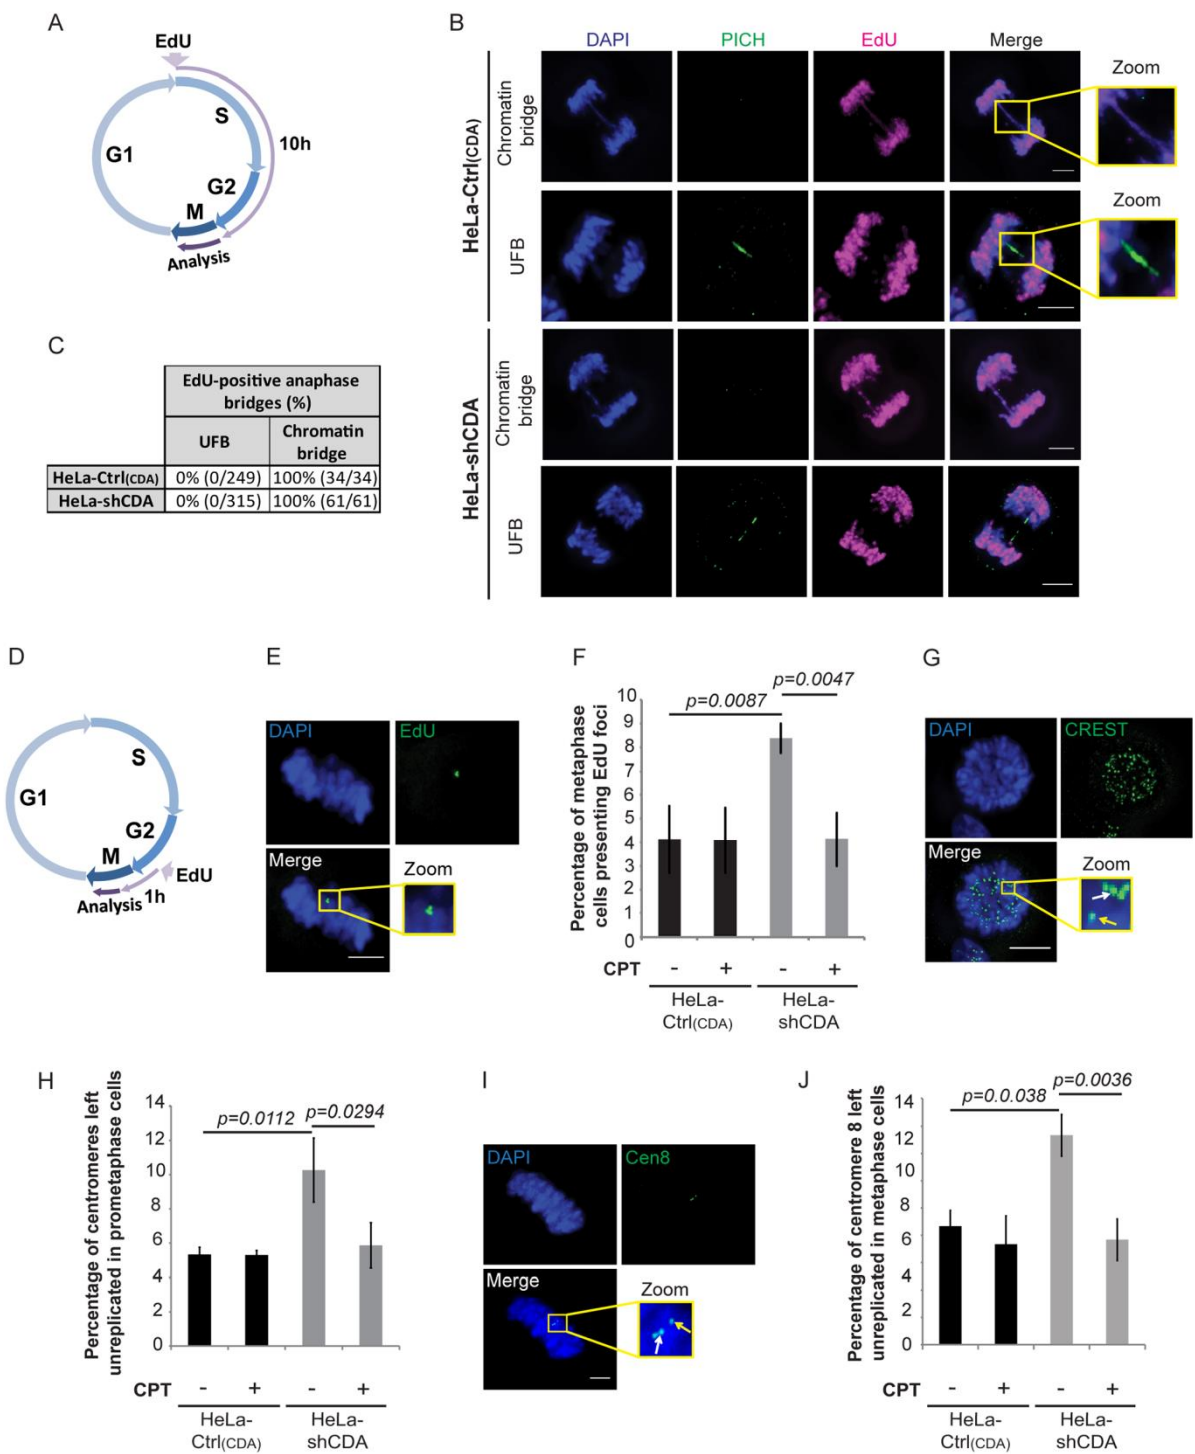 A
EdU
S
G1
10h
G2
M
Analysis
B
DAPI PICH EdU Merge
Zoom
HeLa-Ctrl(CDA)
Chromatin
bridge
Zoom
UFB
HeLa-shCDA
Chromatin
bridge
UFB
C
EdU-positive anaphase
bridges (%)
UFB Chromatin
bridge
HeLa-Ctrl(CDA) 0% (0/249) 100% (34/34)
HeLa-shCDA 0% (0/315) 100% (61/61)
D
S
G1
G2
M
EdU
1h
Analysis
E
DAPI EdU
Merge
Zoom
F
Percentage of metaphase
cells presenting EdU foci
10
9
8
7
6
5
4
3
2
1
0
p=0.0087
p=0.0047
CPT - + - +
HeLa-
Ctrl(CDA)
HeLa-
shCDA
G
DAPI CREST
Merge
Zoom
H
Percentage of centromeres left
unreplicated in prometaphase cells
14
12
10
8
6
4
2
0
p=0.0112
p=0.0294
CPT - + - +
HeLa-
Ctrl(CDA)
HeLa-
shCDA
I
DAPI Cen8
Merge
Zoom
J
Percentage of centromere 8 left
unreplicated in metaphase cells
14
12
10
8
6
4
2
0
p=0.0.038
p=0.0036
CPT - + - +
HeLa-
Ctrl(CDA)
HeLa-
shCDA